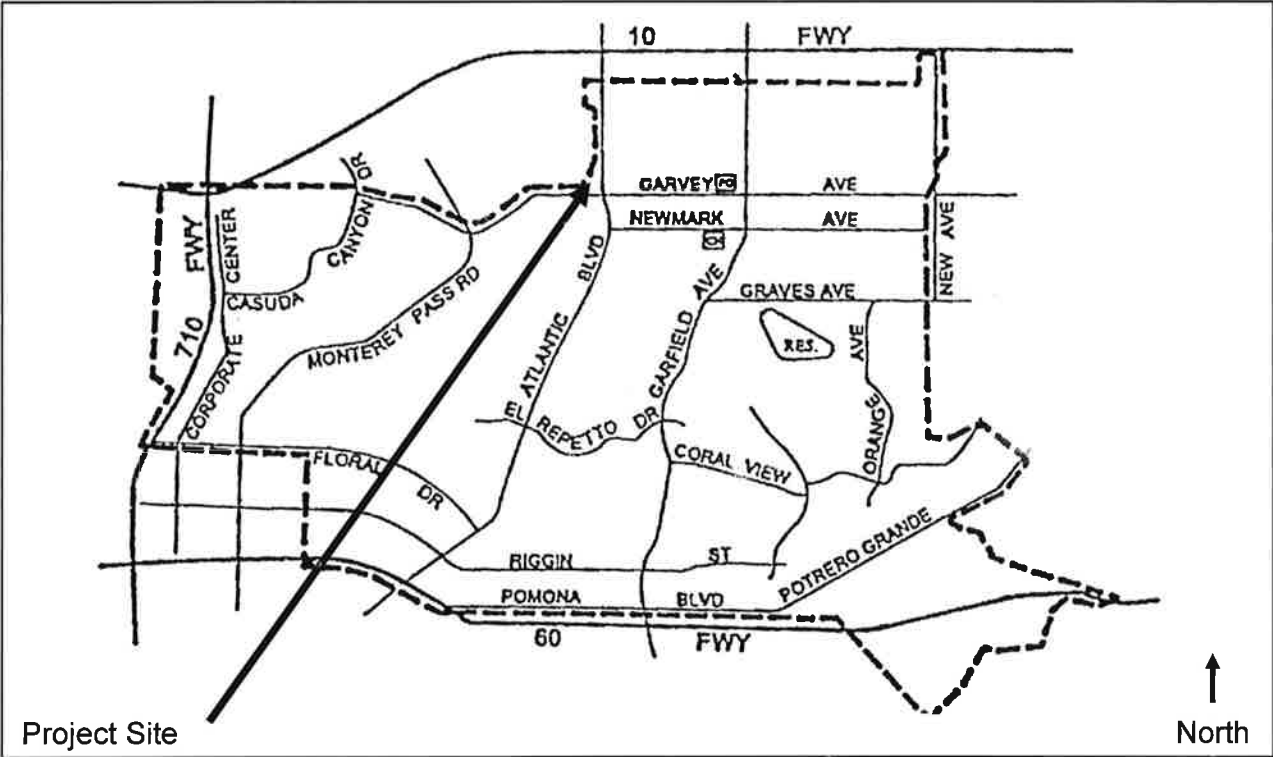 10 FWY
DR
GARVEY PO AVE
NEWMARK AVE
CANYON
FWY
CENTER
NEW AVE
BLVD
AVE
CASUDA
GRAVES AVE
MONTEREY PASS RD
710
RES.
AVE
CORPORATE
ATLANTIC
GARFIELD
EL REPETTO DR
ORANGE
CORAL VIEW
FLORAL
DR
RIGGIN ST
POTRERO GRANDE
POMONA BLVD
60 FWY
Project Site
North